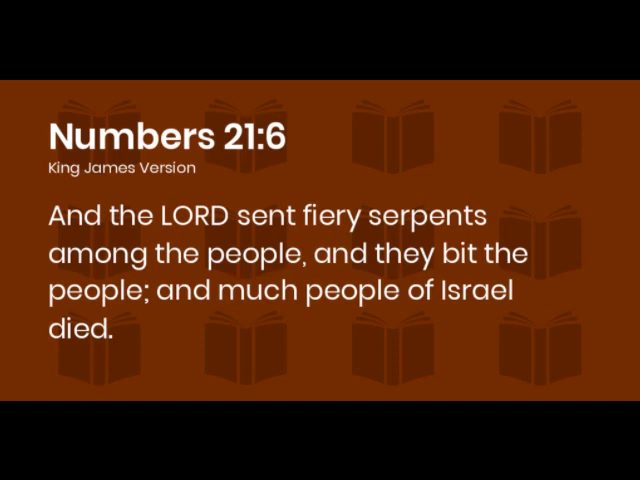 Numbers 21:6
King James Version
And the LORD sent fiery serpents
among the people, and they bit the
people; and much people of Israel
died.